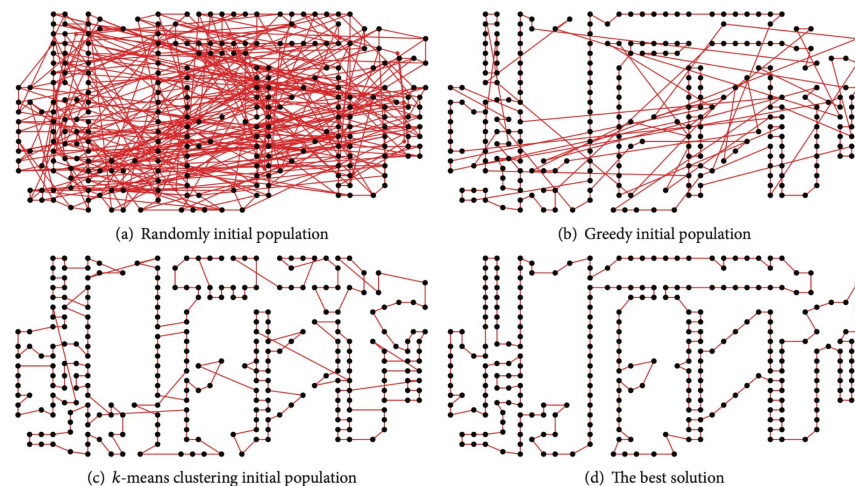 (a) Randomly initial population
(b) Greedy initial population
(c) k-means clustering initial population
(d) The best solution